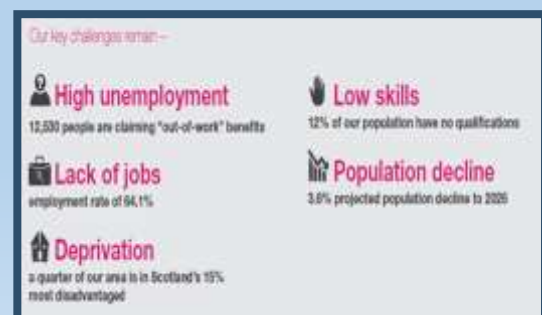 Our key challenges remain –
High unemployment
12,530 people are claiming "out-of-work" benefits
Lack of jobs
employment rate of 64.1%
Deprivation
a quarter of our area is in Scotland's 15%
most disadvantaged
Low skills
12% of our population have no qualifications
Population decline
3.6% projected population decline to 2026